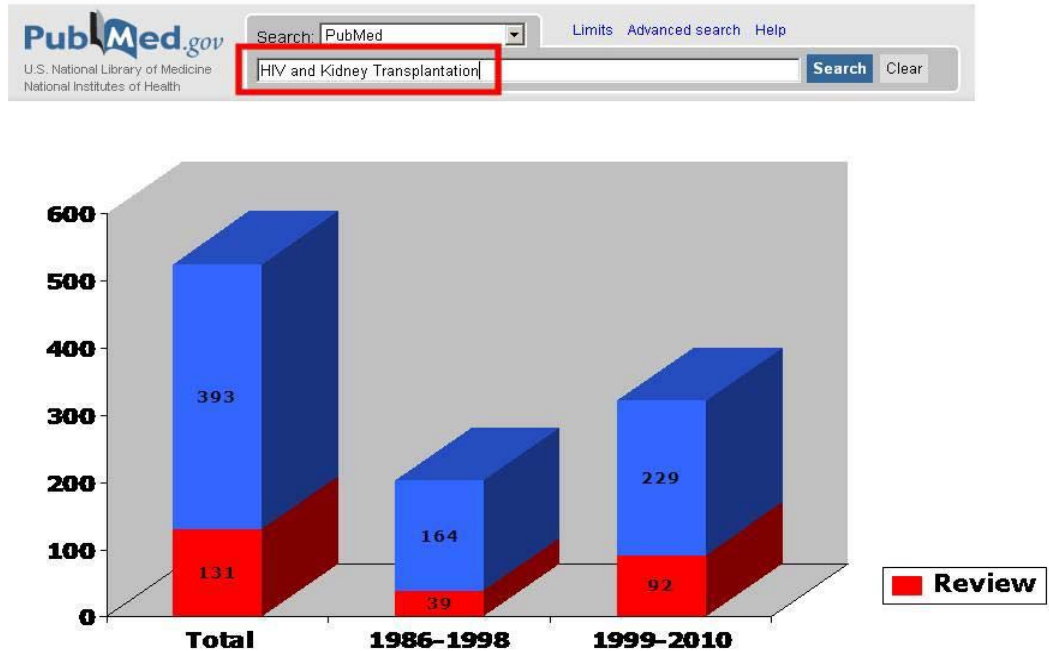 PubMed.gov
U.S. National Library of Medicine
National Institutes of Health
Search: PubMed
Limits Advanced search Help
HIV and Kidney Transplantation
Search Clear
600
500
400
300
200
100
0
393
131
164
39
229
92
Total 1986-1998 1999-2010
Review